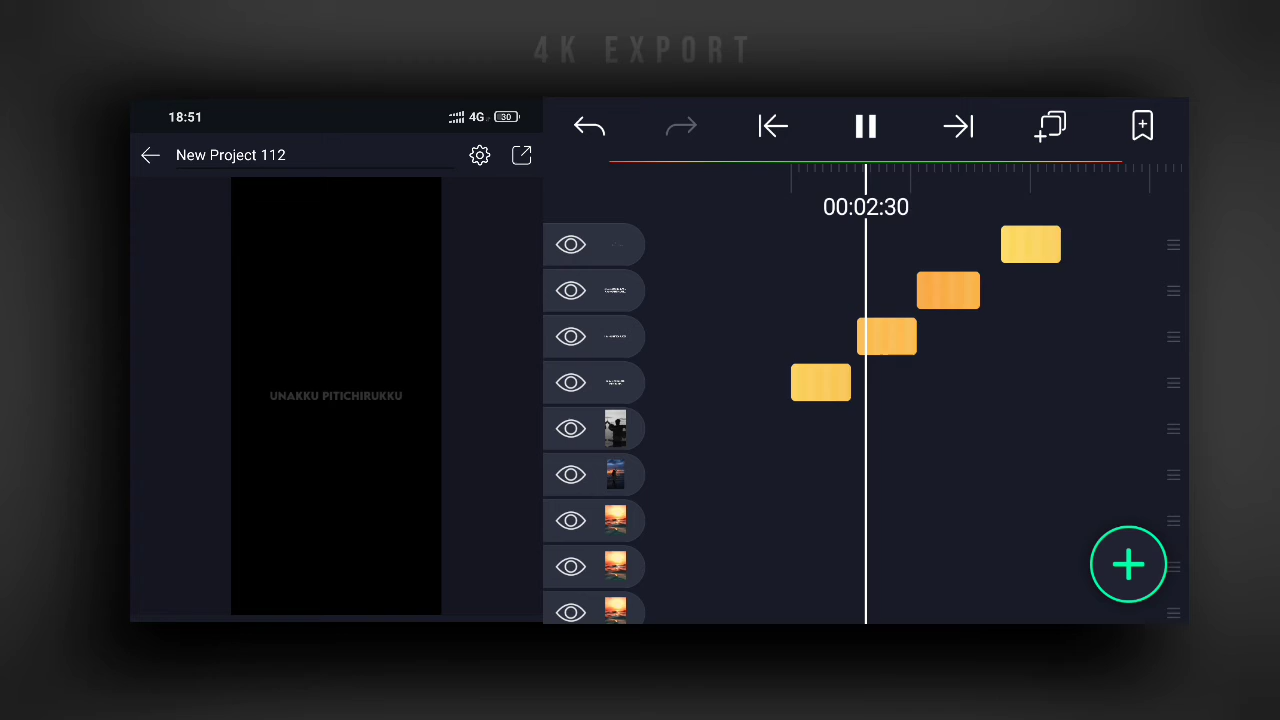 4K EXPORT
18:51
4G
30
New Project 112
00:02:30
UNAKKU PITICHIRUKKU